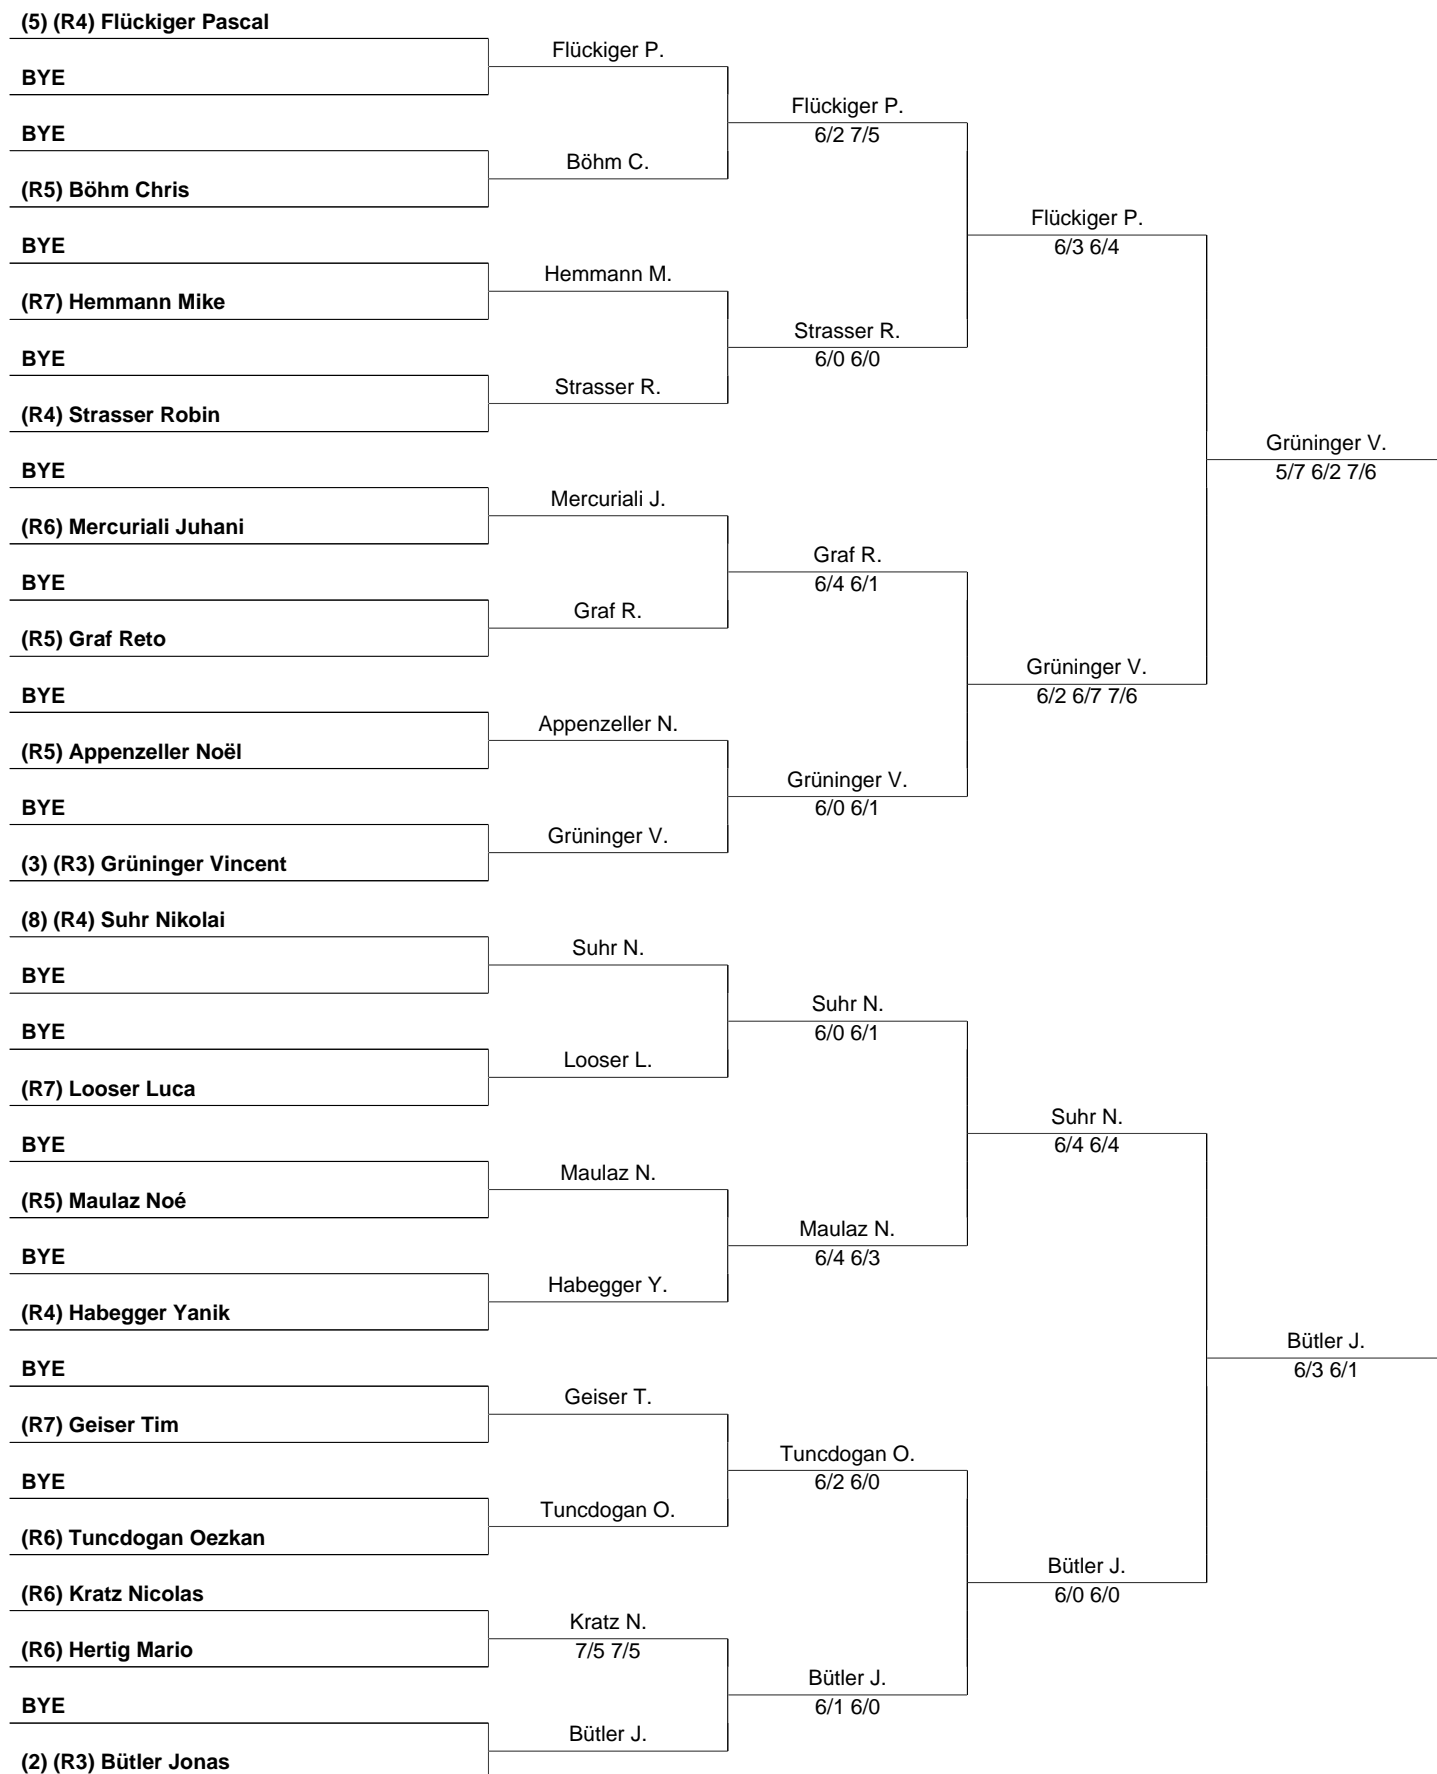 (5) (R4) Flückiger Pascal
Flückiger P.
BYE
Flückiger P.
6/2 7/5
BYE
Böhm C.
(R5) Böhm Chris
Flückiger P.
6/3 6/4
BYE
Hemmann M.
(R7) Hemmann Mike
Strasser R.
6/0 6/0
BYE
Strasser R.
(R4) Strasser Robin
Grüninger V.
5/7 6/2 7/6
BYE
Mercuriali J.
(R6) Mercuriali Juhani
Graf R.
6/4 6/1
BYE
Graf R.
(R5) Graf Reto
Grüninger V.
6/2 6/7 7/6
BYE
Appenzeller N.
(R5) Appenzeller Noël
Grüninger V.
6/0 6/1
BYE
Grüninger V.
(3) (R3) Grüninger Vincent
(8) (R4) Suhr Nikolai
Suhr N.
BYE
Suhr N.
6/0 6/1
BYE
Looser L.
(R7) Looser Luca
Suhr N.
6/4 6/4
BYE
Maulaz N.
(R5) Maulaz Noé
Maulaz N.
6/4 6/3
BYE
Habegger Y.
(R4) Habegger Yanik
Bütler J.
6/3 6/1
BYE
Geiser T.
(R7) Geiser Tim
Tuncdogan O.
6/2 6/0
BYE
Tuncdogan O.
(R6) Tuncdogan Oezkan
Bütler J.
6/0 6/0
(R6) Kratz Nicolas
Kratz N.
7/5 7/5
(R6) Hertig Mario
Bütler J.
6/1 6/0
BYE
Bütler J.
(2) (R3) Bütler Jonas